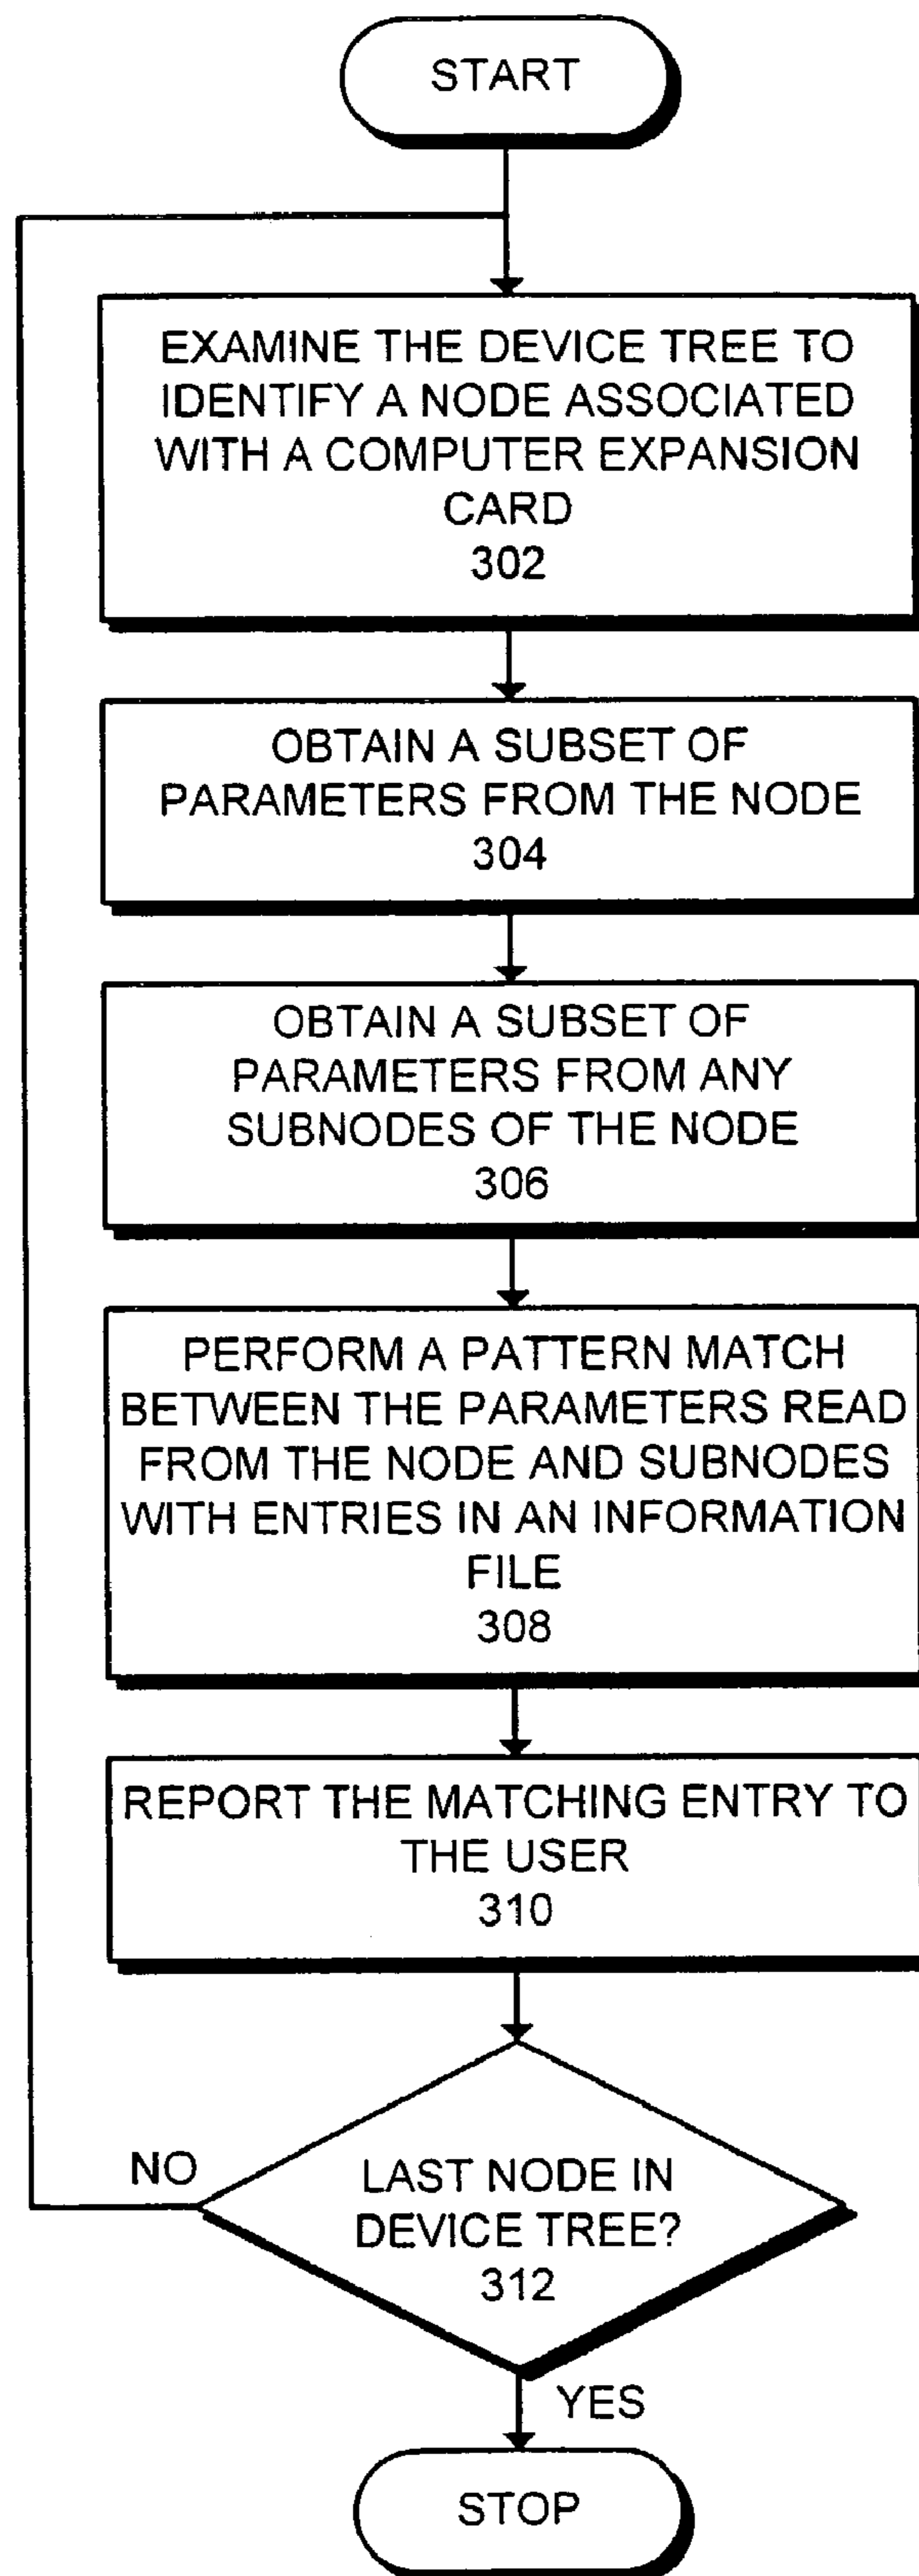 START
EXAMINE THE DEVICE TREE TO
IDENTIFY A NODE ASSOCIATED
WITH A COMPUTER EXPANSION
CARD
302
OBTAIN A SUBSET OF
PARAMETERS FROM THE NODE
304
OBTAIN A SUBSET OF
PARAMETERS FROM ANY
SUBNODES OF THE NODE
306
PERFORM A PATTERN MATCH
BETWEEN THE PARAMETERS READ
FROM THE NODE AND SUBNODES
WITH ENTRIES IN AN INFORMATION
FILE
308
REPORT THE MATCHING ENTRY TO
THE USER
310
NO
LAST NODE IN
DEVICE TREE?
312
YES
STOP